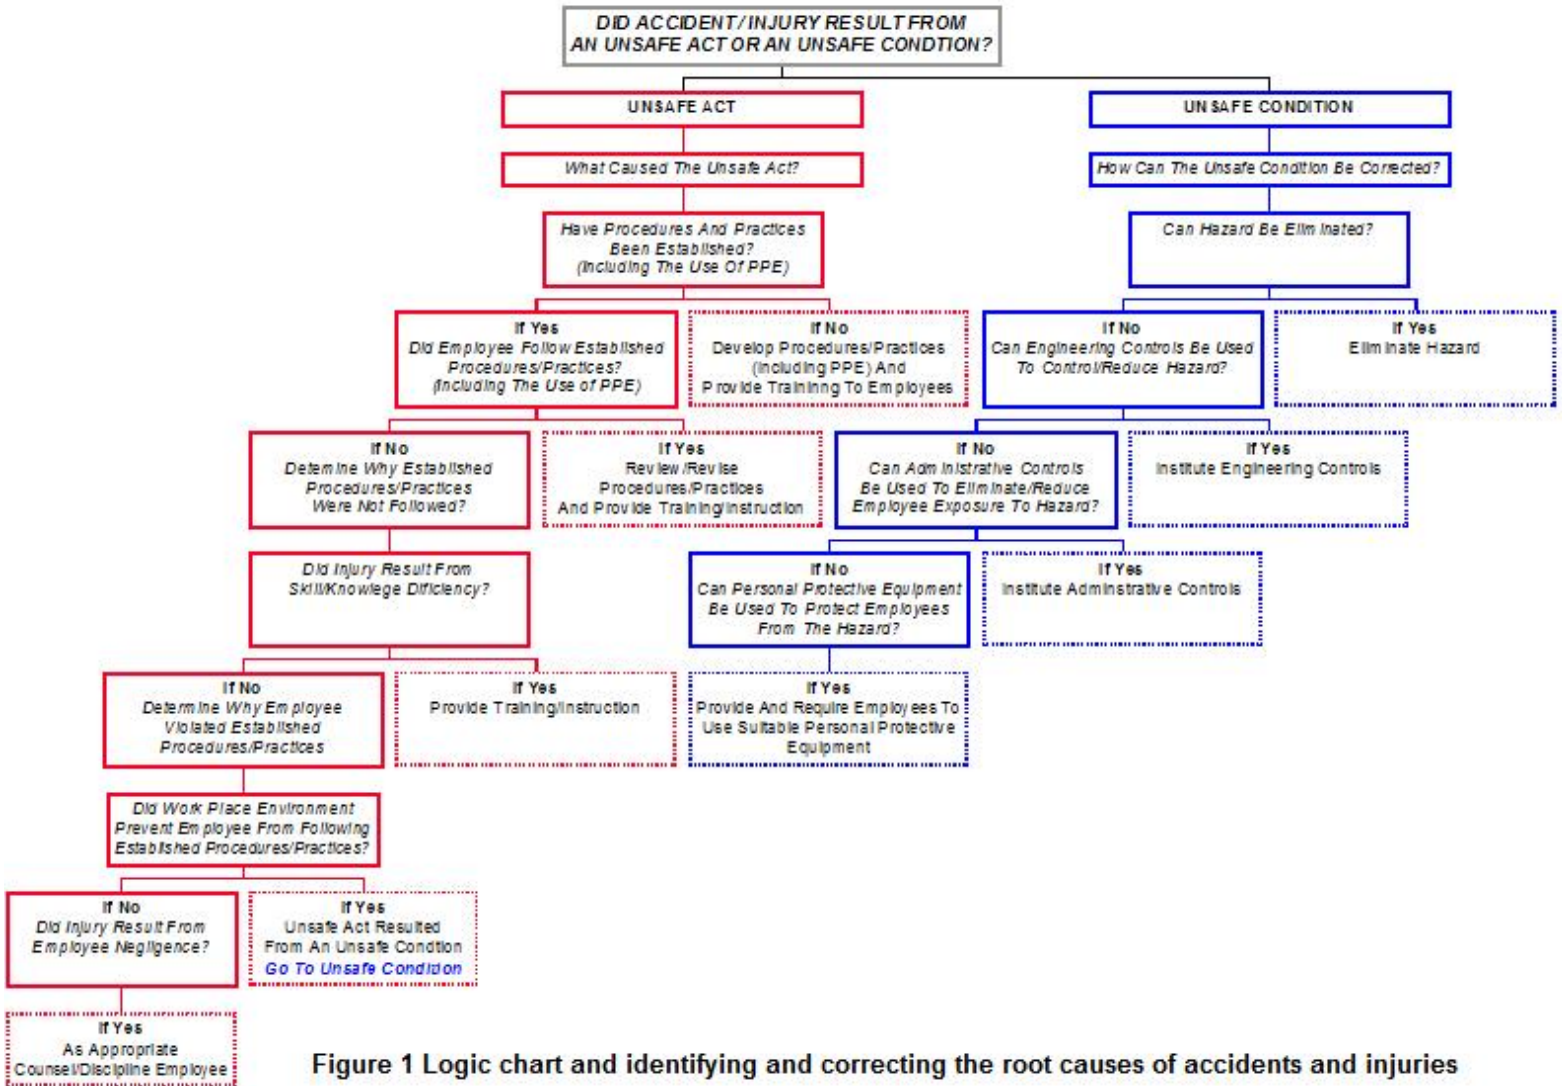 DID ACCIDENT/INJURY RESULT FROM
AN UNSAFE ACT OR AN UNSAFE CONDTION?
UNSAFE ACT
UNSAFE CONDITION
What Caused The Unsafe Act?
How Can The Unsafe Condition Be Corrected?
Have Procedures And Practices
Been Established?
(Including The Use Of PPE)
Can Hazard Be Eliminated?
If Yes
Did Employee Follow Established
Procedures/Practices?
(Including The Use of PPE)
If No
Develop Procedures/Practices
(Including PPE) And
Provide Traininng To Employees
If No
Can Engineering Controls Be Used
To Control/Reduce Hazard?
If Yes
Eliminate Hazard
If No
Detemine Why Established
Procedures/Practices
Were Not Followed?
If Yes
Review/Revise
Procedures/Practices
And Provide Training/Instruction
If No
Can Administrative Controls
Be Used To Eliminate/Reduce
Employee Exposure To Hazard?
If Yes
Institute Engineering Controls
Did Injury Result From
Skill/Knowlege Dificiency?
If No
Can Personal Protective Equipment
Be Used To Protect Employees
From The Hazard?
If Yes
Institute Adminstrative Controls
If No
Determine Why Employee
Violated Established
Procedures/Practices
If Yes
Provide Training/Instruction
If Yes
Provide And Require Employees To
Use Suitable Personal Protective
Equipment
Did Work Place Environment
Prevent Employee From Following
Established Procedures/Practices?
If No
Did Injury Result From
Employee Negligence?
If Yes
Unsafe Act Resulted
From An Unsafe Condtion
Go To Unsafe Condition
If Yes
As Appropriate
Counsel/Discipline Employee
Figure 1 Logic chart and identifying and correcting the root causes of accidents and injuries